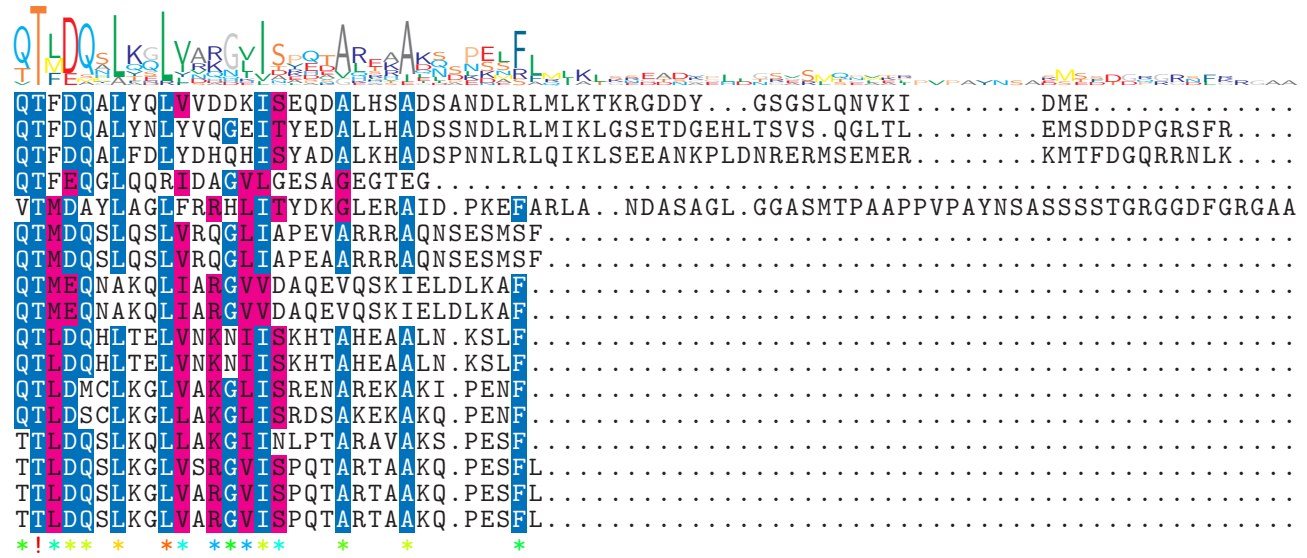 QTFDQALYQLVVDDKISEQDALHSADSANDLRLMLKTKRGDDY...GSGSLQNVKI........DME.............
QTFDQALYNLYVQGEITYEDALLHADSSNDLRLMIKLGSETDGEHLTSVS.QGLTL........EMSDDDPGRSFR....
QTFDQALFDLYDHQHISYADALKHADSPNNLRLQIKLSEEANKPLDNRERMSEMER........KMTFDGQRRNLK....
QTFEQGLQQRIDAGVLGESAGEGTEG......................................................
VTMDAYLAGLFRRHLITYDKGLERAID.PKEFARLA..NDASAGL.GGASMTPAAPPVPAYNSASSSSTGRGGDFGRGAA
QTMDQSLQSLVRQGLIAPEVARRRAQNSESMSF...............................................
QTMDQSLQSLVRQGLIAPEAARRRAQNSESMSF...............................................
QTMEQNAKQLIARGVVDAQEVQSKIELDLKAF................................................
QTMEQNAKQLIARGVVDAQEVQSKIELDLKAF................................................
QTLDQHLTELVNKNIISKHTAHEAALN.KSLF................................................
QTLDQHLTELVNKNIISKHTAHEAALN.KSLF................................................
QTLDMCLKGLVAKGLISRENAREKAKI.PENF................................................
QTLDSCLKGLLAKGLISRDSAKEKAKQ.PENF................................................
TTLDQSLKQLLAKGIINLPTARAVAKS.PESF................................................
TTLDQSLKGLVSRGVISPQTARTAAKQ.PESFL...............................................
TTLDQSLKGLVARGVISPQTARTAAKQ.PESFL...............................................
TTLDQSLKGLVARGVISPQTARTAAKQ.PESFL...............................................
*!*** *  ** *****   *   *      *